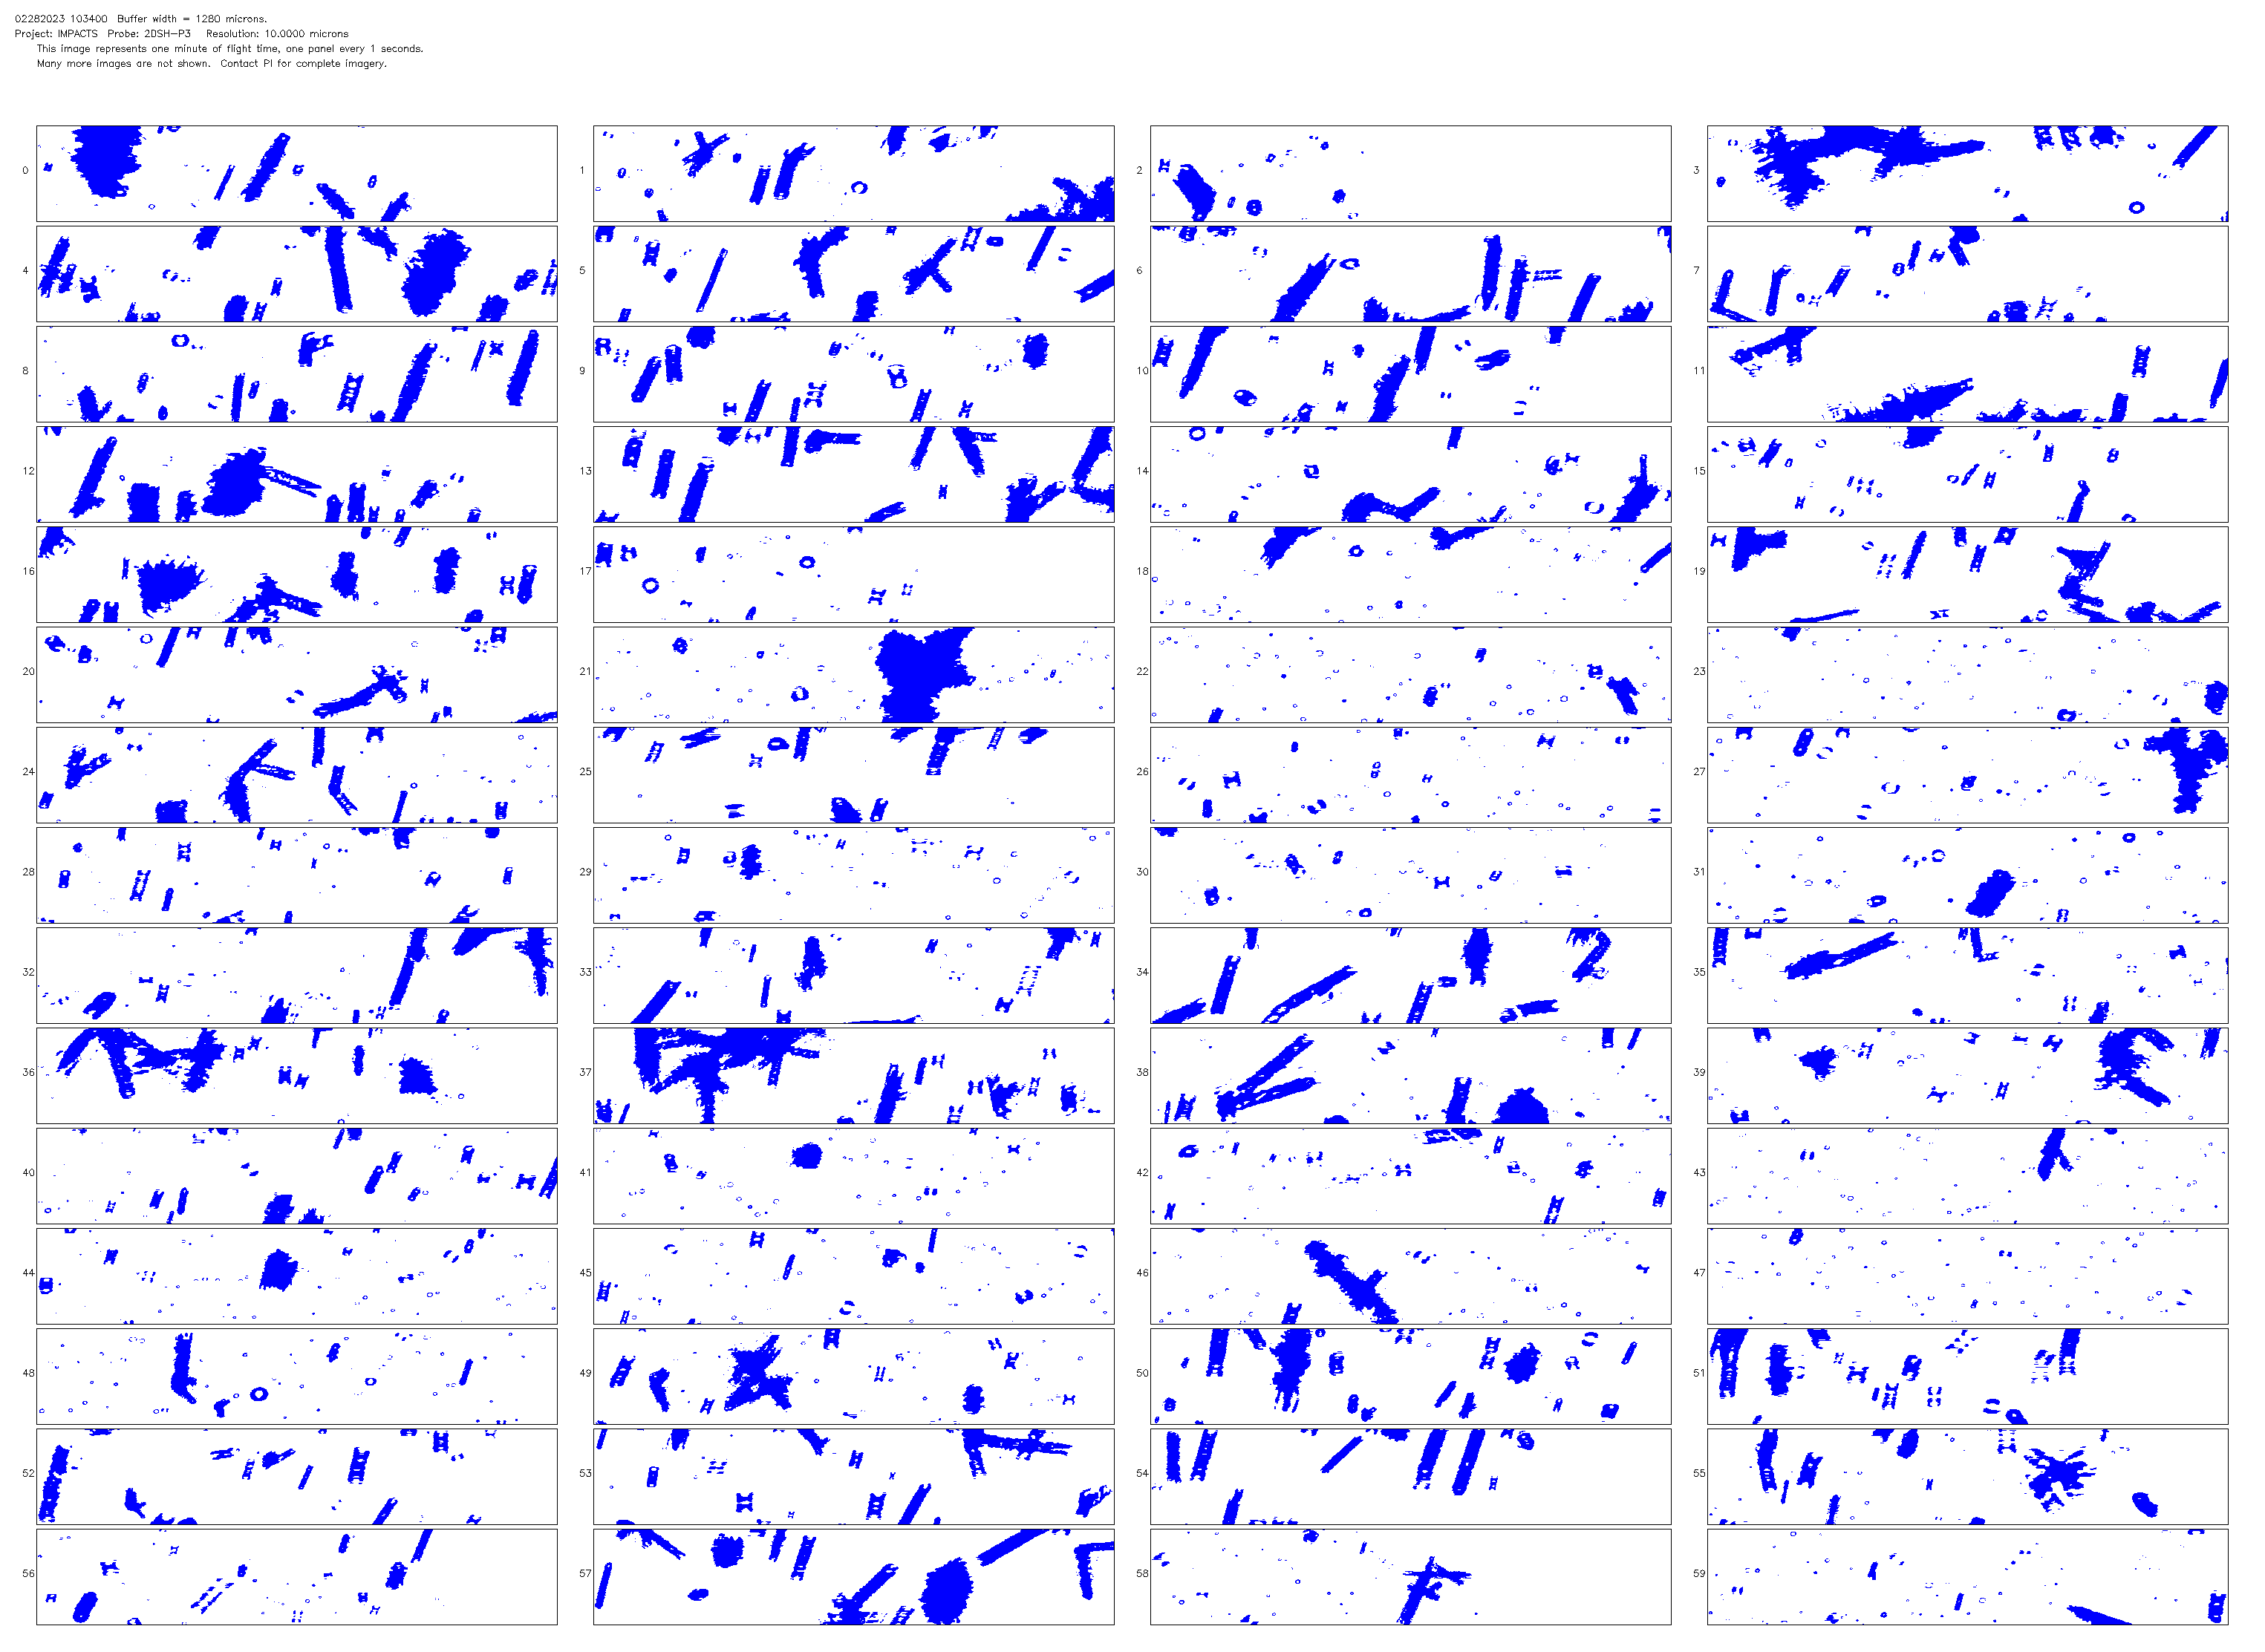 02282023 103400  Buffer width = 1280 microns.
Project: IMPACTS  Probe: 2DSH-P3    Resolution: 10.0000 microns
This image represents one minute of flight time, one panel every 1 seconds.
Many more images are not shown.  Contact PI for complete imagery.
0 1 2 3
4 5 6 7
8 9 10 11
12 13 14 15
16 17 18 19
20 21 22 23
24 25 26 27
28 29 30 31
32 33 34 35
36 37 38 39
40 41 42 43
44 45 46 47
48 49 50 51
52 53 54 55
56 57 58 59